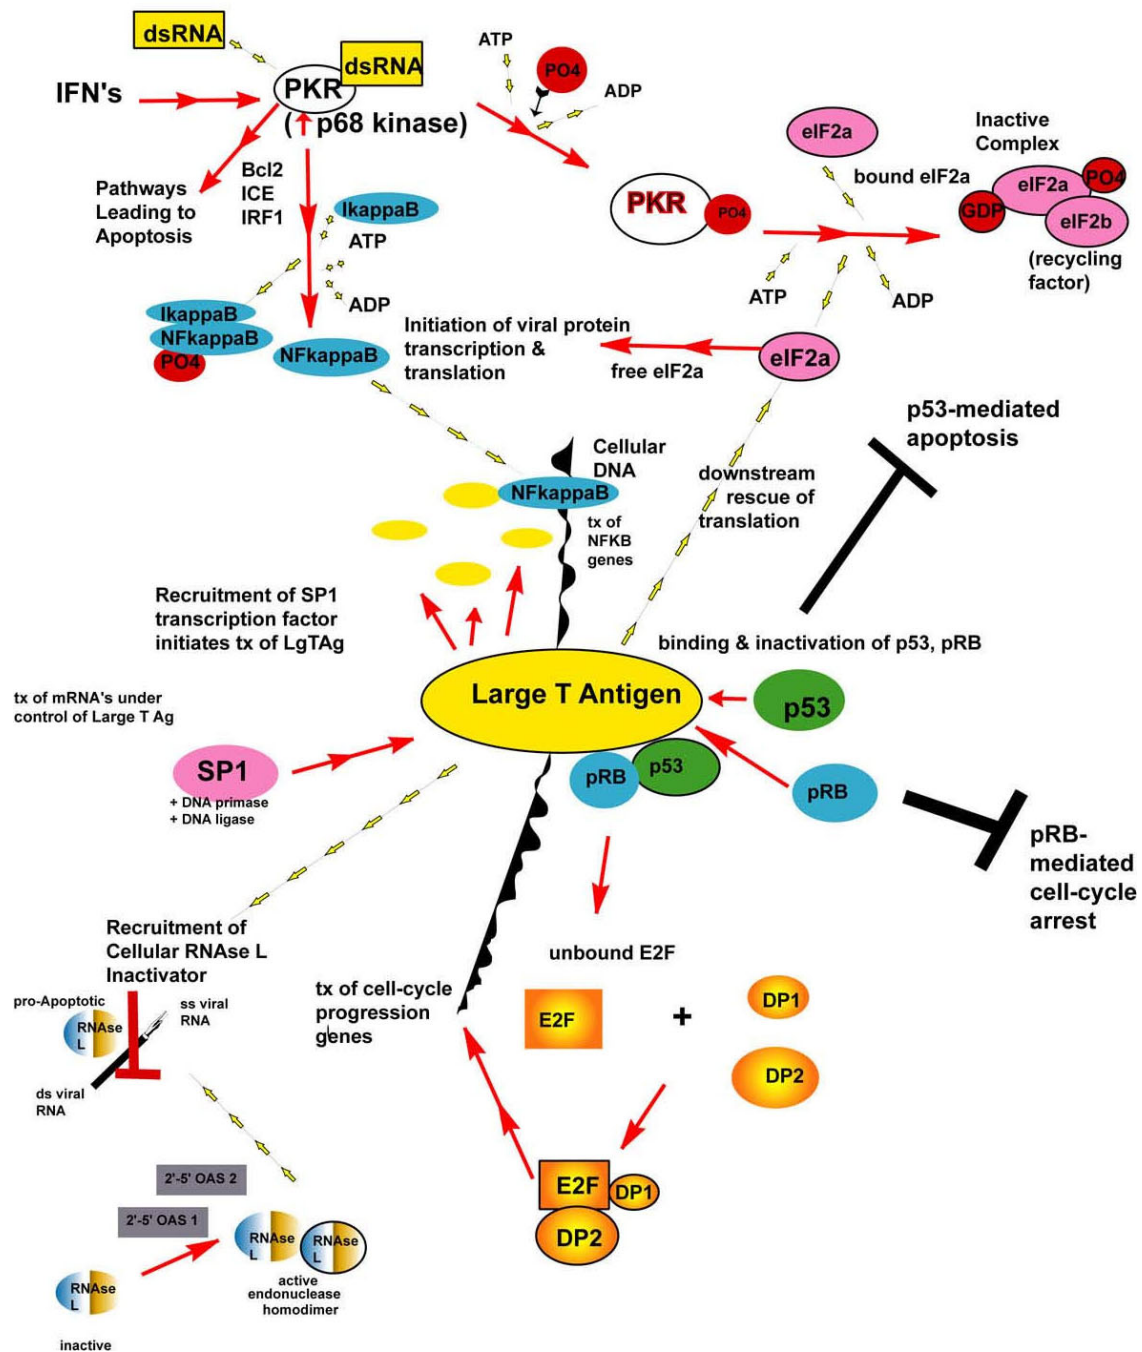 dsRNA
dsRNA
IFN's
PKR
( p68 kinase)
ATP
PO4
ADP
Pathways
Leading to
Apoptosis
Bcl2
ICE
IRF1
IkappaB
ATP
ADP
IkappaB
NFkappaB
PO4
NFkappaB
PKR
PO4
eIF2a
bound eIF2a
Inactive
Complex
eIF2a
PO4
GDP
eIF2b
(recycling
factor)
ATP
ADP
Initiation of viral protein
transcription &
translation
free eIF2a
eIF2a
p53-mediated
apoptosis
Cellular
DNA
NFkappaB
tx of
NFKB
genes
downstream
rescue of
translation
Recruitment of SP1
transcription factor
initiates tx of LgTAg
binding & inactivation of p53, pRB
Large T Antigen
p53
tx of mRNA's under
control of Large T Ag
SP1
+ DNA primase
+ DNA ligase
pRB
p53
pRB
pRB-
mediated
cell-cycle
arrest
Recruitment of
Cellular RNAse L
Inactivator
pro-Apoptotic
RNAse
L
ss viral
RNA
ds viral
RNA
unbound E2F
tx of cell-cycle
progression
genes
E2F
+
DP1
DP2
E2F
DP1
DP2
2'-5' OAS 2
2'-5' OAS 1
RNAse
L
RNAse
L
active
endonuclease
homodimer
RNAse
L
inactive